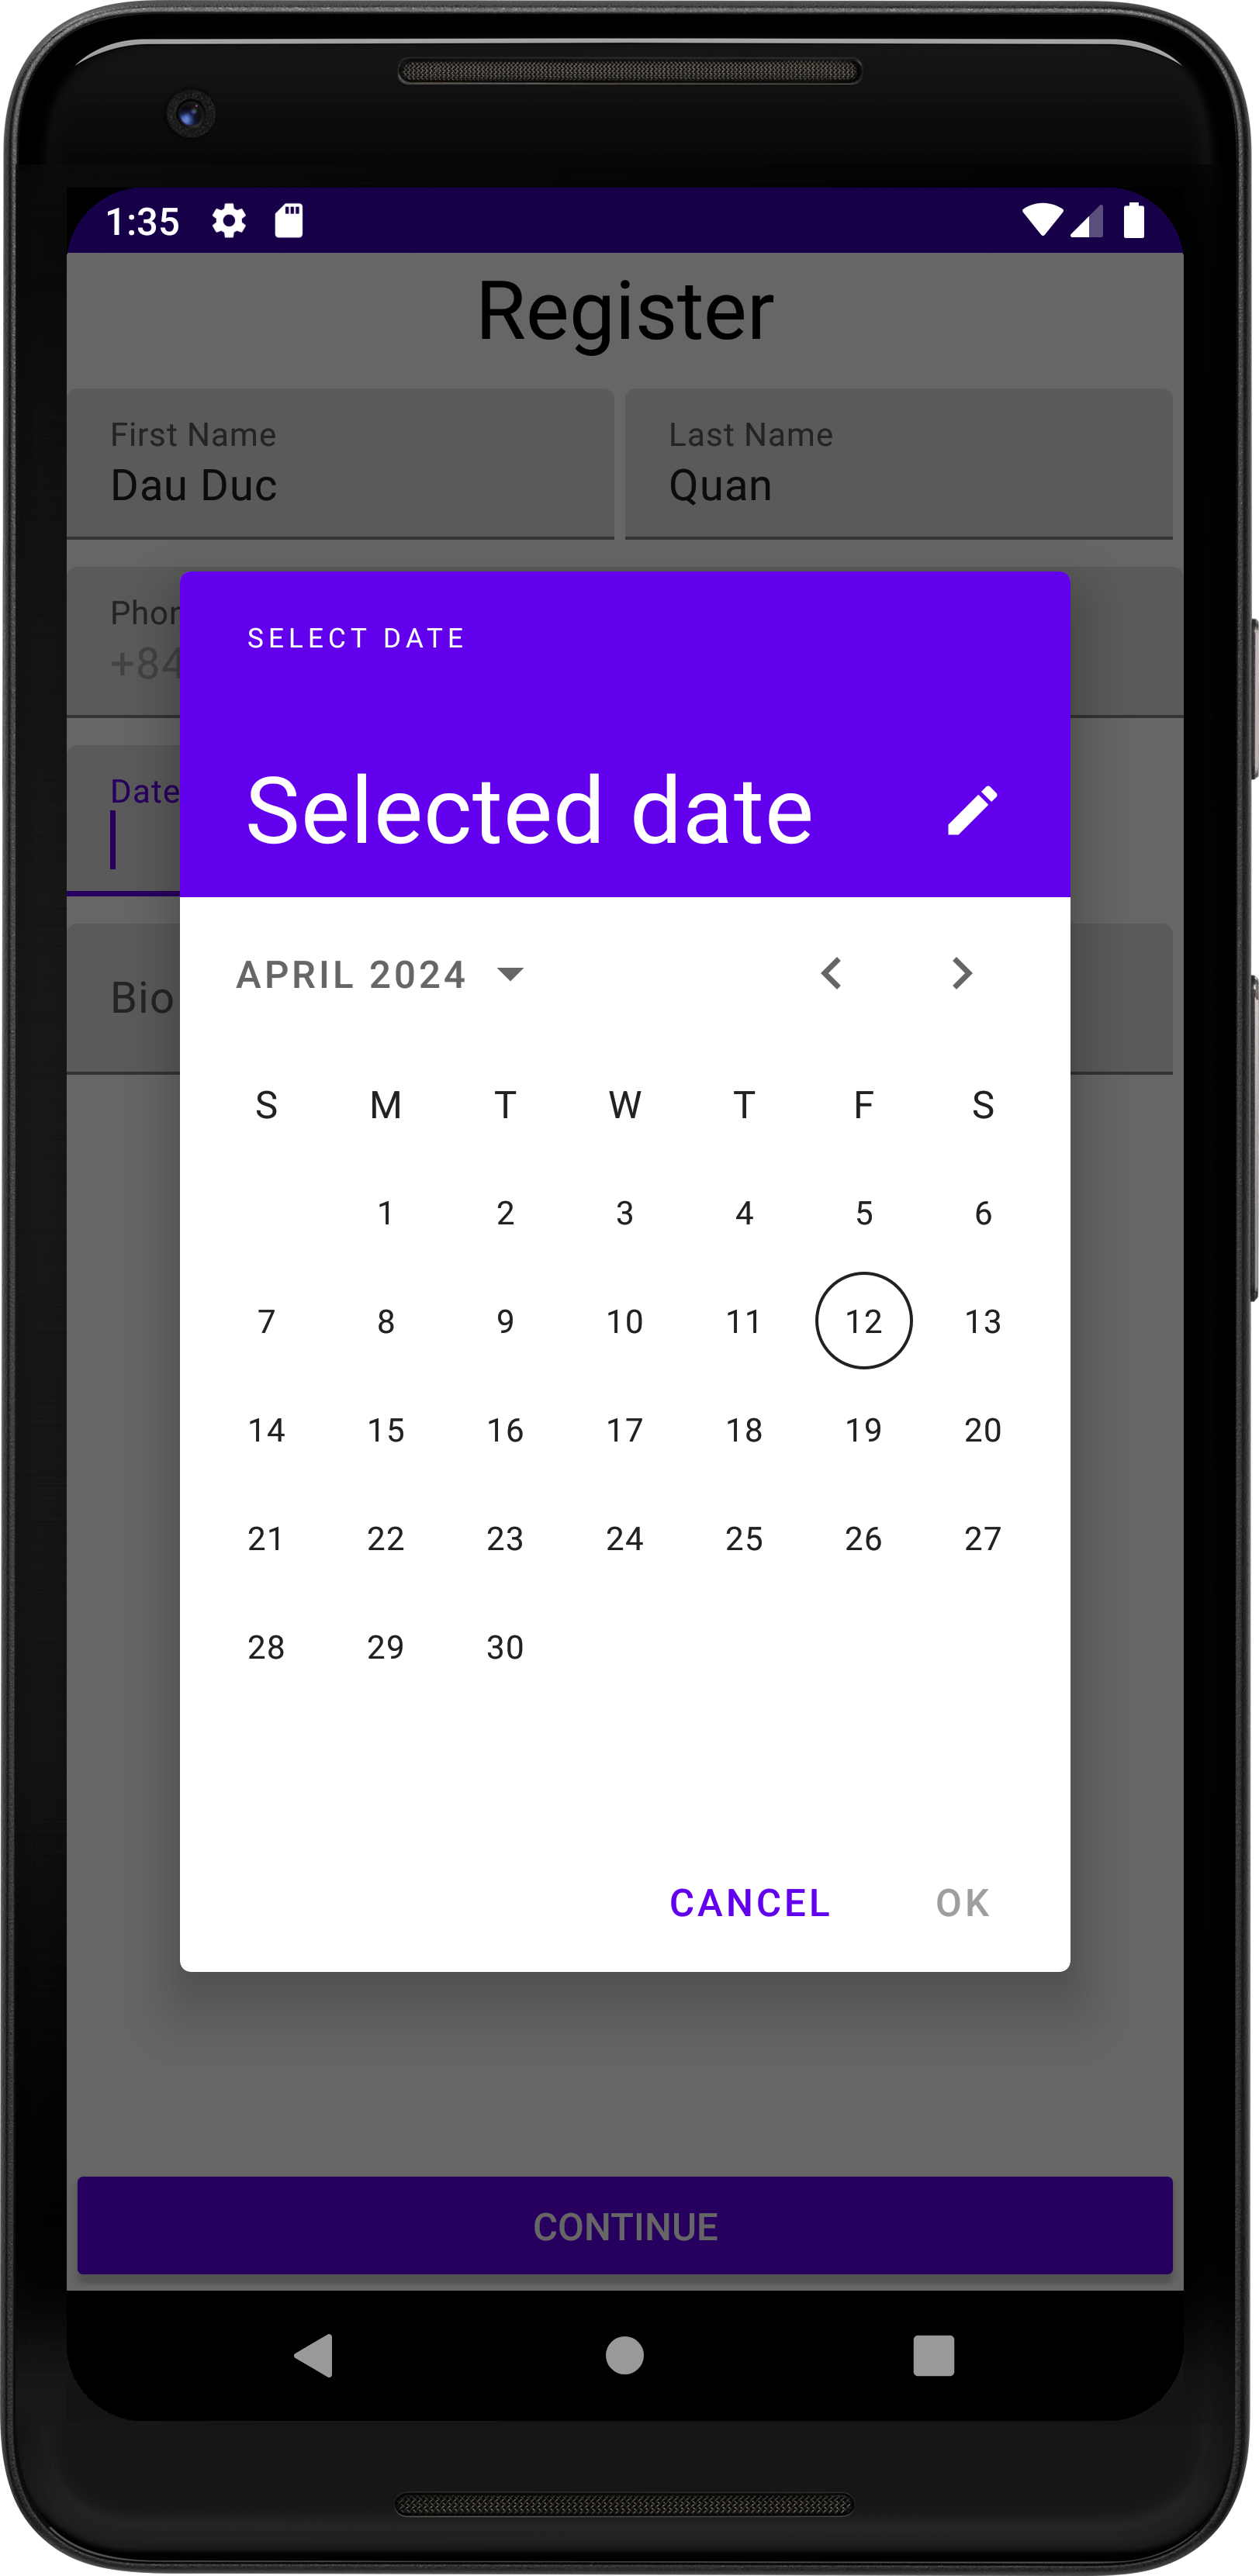 1:35
Register
First Name
Last Name
Dau Duc
Quan
+84
SELECT DATE
Date
Selected date
Bio
APRIL 2024
S M T W T F S
1 2 3 4 5 6
7 8 9 10 11 12 13
14 15 16 17 18 19 20
21 22 23 24 25 26 27
28 29 30
CANCEL OK
CONTINUE